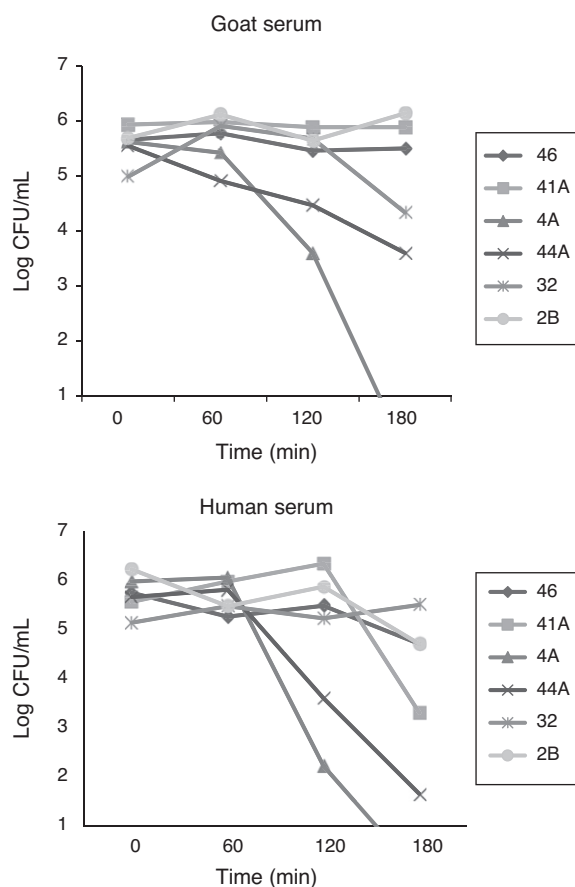 Goat serum
7
6
5
4
3
2
1
Log CFU/mL
0 60 120 180
Time (min)
46
41A
4A
44A
32
2B
Human serum
7
6
5
4
3
2
1
Log CFU/mL
0 60 120 180
Time (min)
46
41A
4A
44A
32
2B